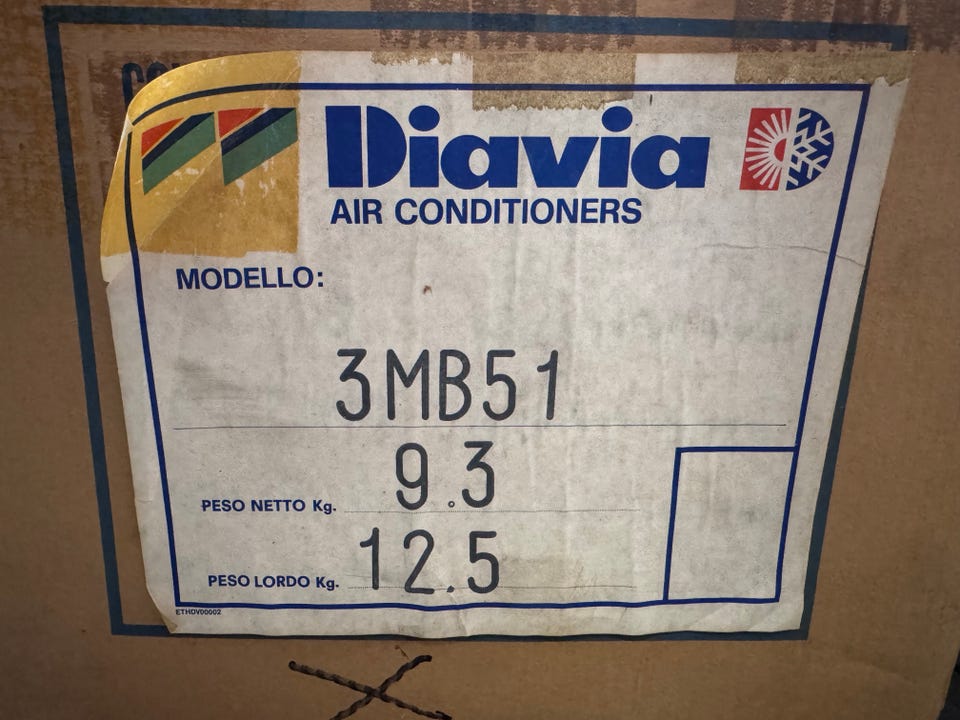 Diavia
AIR CONDITIONERS
MODELLO:
3MB51
PESO NETTO Kg. 9.3
PESO LORDO Kg. 12.5
ETHDV00002